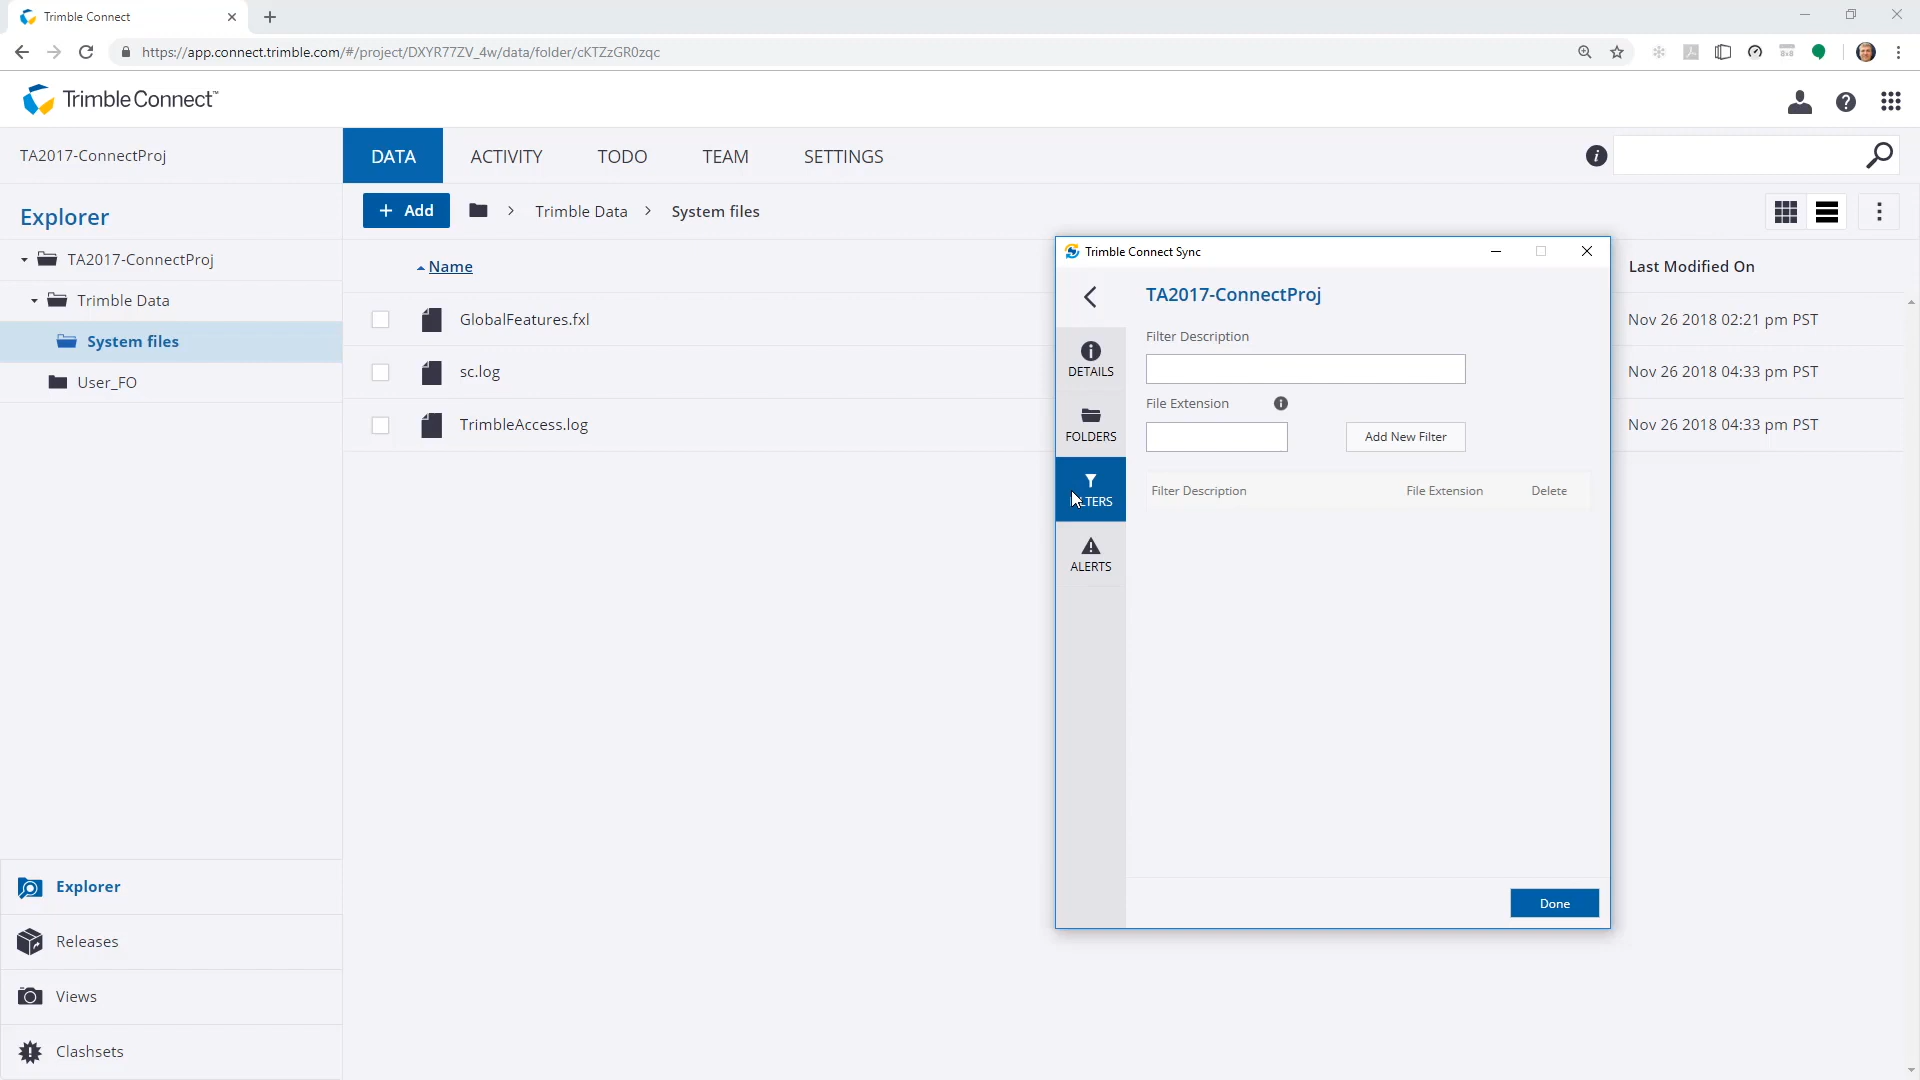 Trimble Connect
https://app.connect.trimble.com/#/project/DXYR77ZV_4w/data/folder/cKTZzGR0zqc
Trimble Connect™
TA2017-ConnectProj
DATA
ACTIVITY
TODO
TEAM
SETTINGS
Explorer
+ Add
Trimble Data
System files
TA2017-ConnectProj
Trimble Data
System files
User_FO
Name
Last Modified On
GlobalFeatures.fxl
Nov 26 2018 02:21 pm PST
sc.log
Nov 26 2018 04:33 pm PST
TrimbleAccess.log
Nov 26 2018 04:33 pm PST
Trimble Connect Sync
TA2017-ConnectProj
DETAILS
FOLDERS
TERS
ALERTS
Filter Description
File Extension
Add New Filter
Filter Description
File Extension
Delete
Done
Explorer
Releases
Views
Clashsets